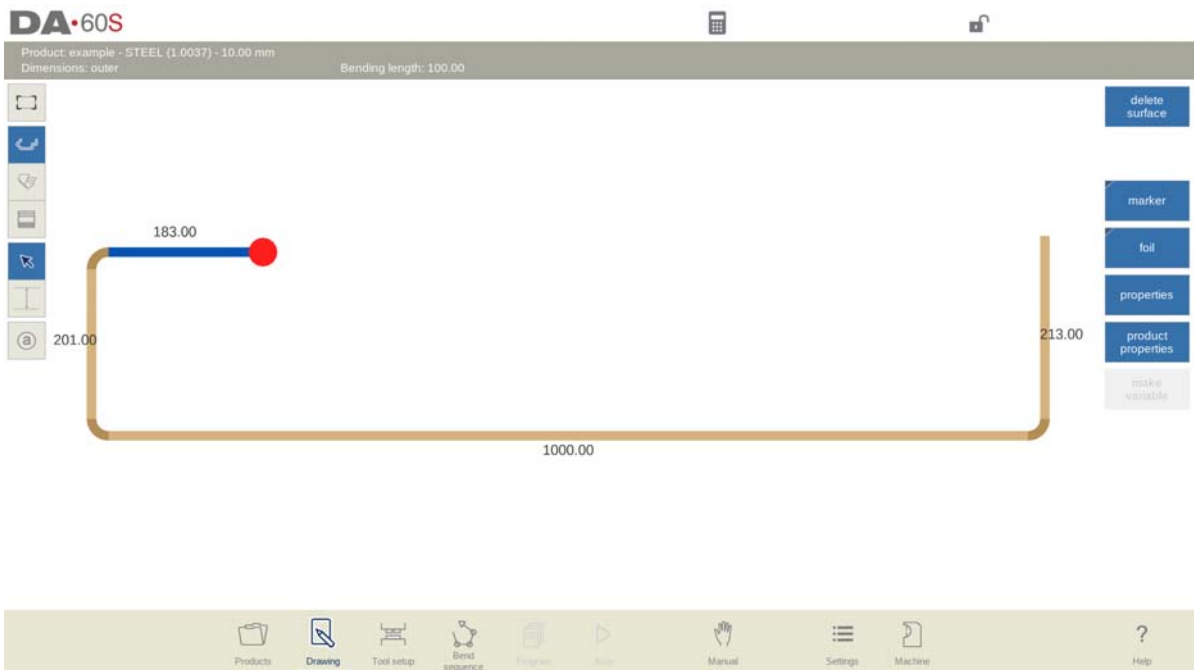 DA·60S
Product: example - STEEL (1.0037) - 10.00 mm
Dimensions: outer Bending length: 100.00
delete
surface
marker
183.00
foil
properties
a
201.00
213.00
product
properties
make
variable
1000.00
Products
Drawing
Tool setup
Bend
sequence
Program
Auto
Manual
Settings
Machine
?
Help